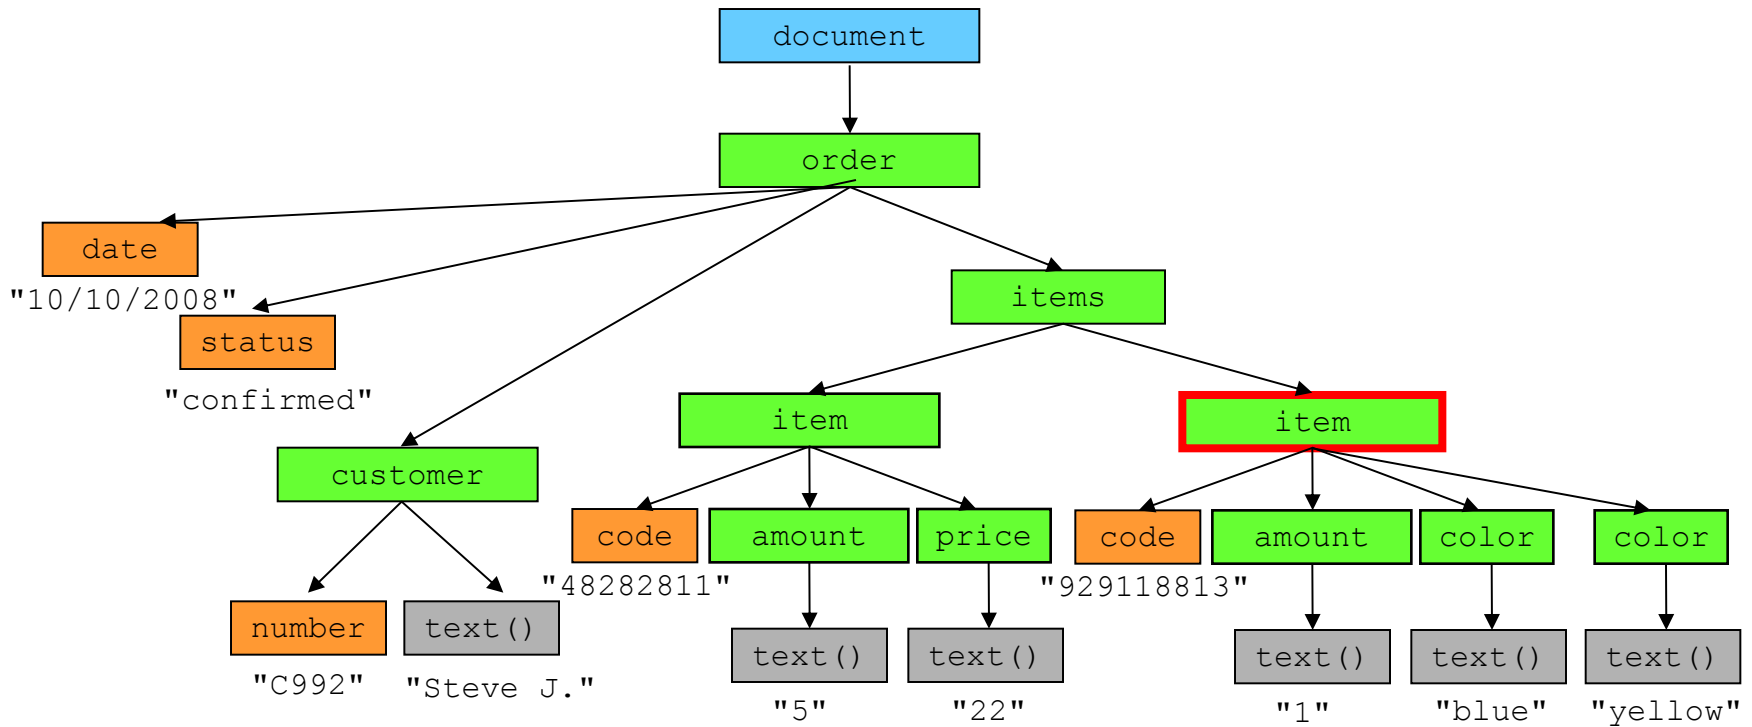 document
order
date
"10/10/2008"
status
"confirmed"
items
item
item
customer
code
amount
price
code
amount
color
color
"48282811"
"929118813"
number
text()
text()
text()
text()
text()
text()
"C992"
"Steve J."
"5"
"22"
"1"
"blue"
"yellow"